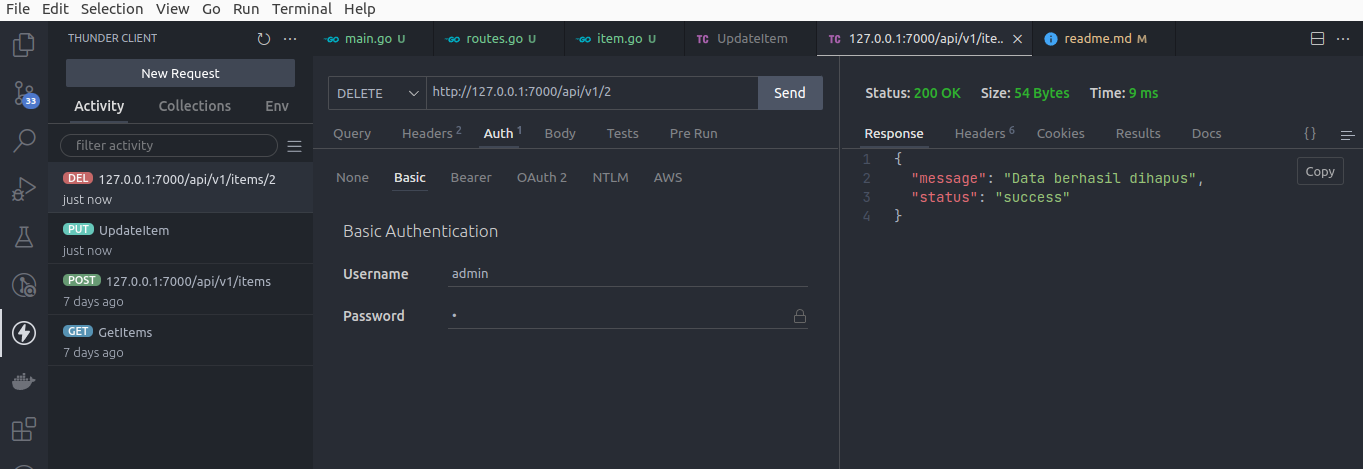 File Edit Selection View Go Run Terminal Help
THUNDER CLIENT
New Request
Activity Collections Env
filter activity
DEL 127.0.0.1:7000/api/v1/items/2
just now
PUT UpdateItem
just now
POST 127.0.0.1:7000/api/v1/items
7 days ago
GET GetItems
7 days ago
33
GO main.go U GO routes.go U GO item.go U TC UpdateItem TC 127.0.0.1:7000/api/v1/ite.. readme.md M
DELETE http://127.0.0.1:7000/api/v1/2 Send
Query Headers 2 Auth 1 Body Tests Pre Run
None Basic Bearer OAuth 2 NTLM AWS
Basic Authentication
Username admin
Password •
Status: 200 OK Size: 54 Bytes Time: 9 ms
Response Headers 6 Cookies Results Docs {}
1 {
2 "message": "Data berhasil dihapus",
3 "status": "success"
4 }
Copy